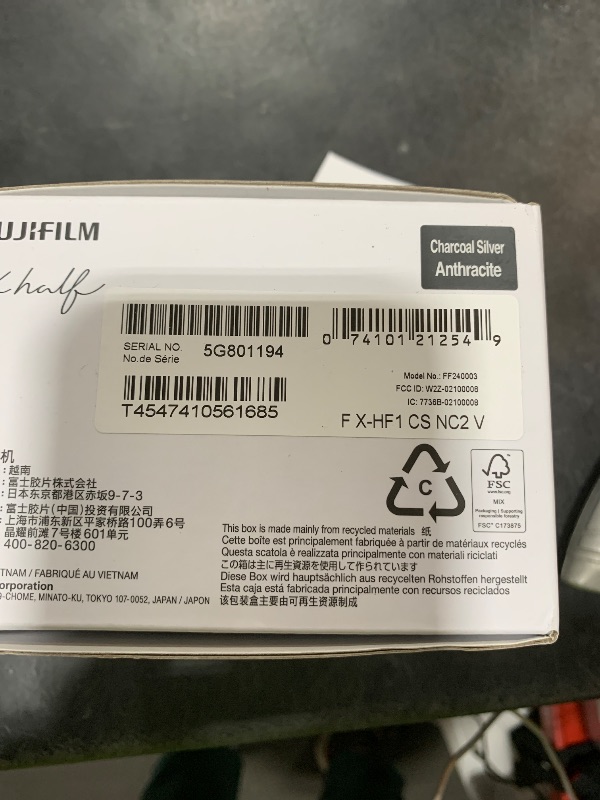 UJIFILM
X half
Charcoal Silver
Anthracite
SERIAL NO.
No.de Série
5G801194
0 74101 21254 9
T4547410561685
Model No.: FF240003
FCC ID: W2Z-02100008
IC: 7736B-02100008
F X-HF1 CS NC2 V
机
: 越南
: 富士胶片株式会社
: 日本东京都港区赤坂9-7-3
: 富士胶片(中国)投资有限公司
: 上海市浦东新区平家桥路100弄6号
晶耀前滩7号楼601单元
400-820-6300
TNAM / FABRIQUÉ AU VIETNAM
orporation
9-CHOME, MINATO-KU, TOKYO 107-0052, JAPAN / JAPON
C
FSC
www.fsc.org
MIX
Packaging | Supporting
responsible forestry
FSC® C173875
This box is made mainly from recycled materials 纸
Cette boîte est principalement fabriquée à partir de matériaux recyclés
Questa scatola è realizzata principalmente con materiali riciclati
この箱は主に再生資源を使用して作られています
Diese Box wird hauptsächlich aus recycelten Rohstoffen hergestellt
Esta caja está fabricada principalmente con recursos reciclados
该包装盒主要由可再生资源制成